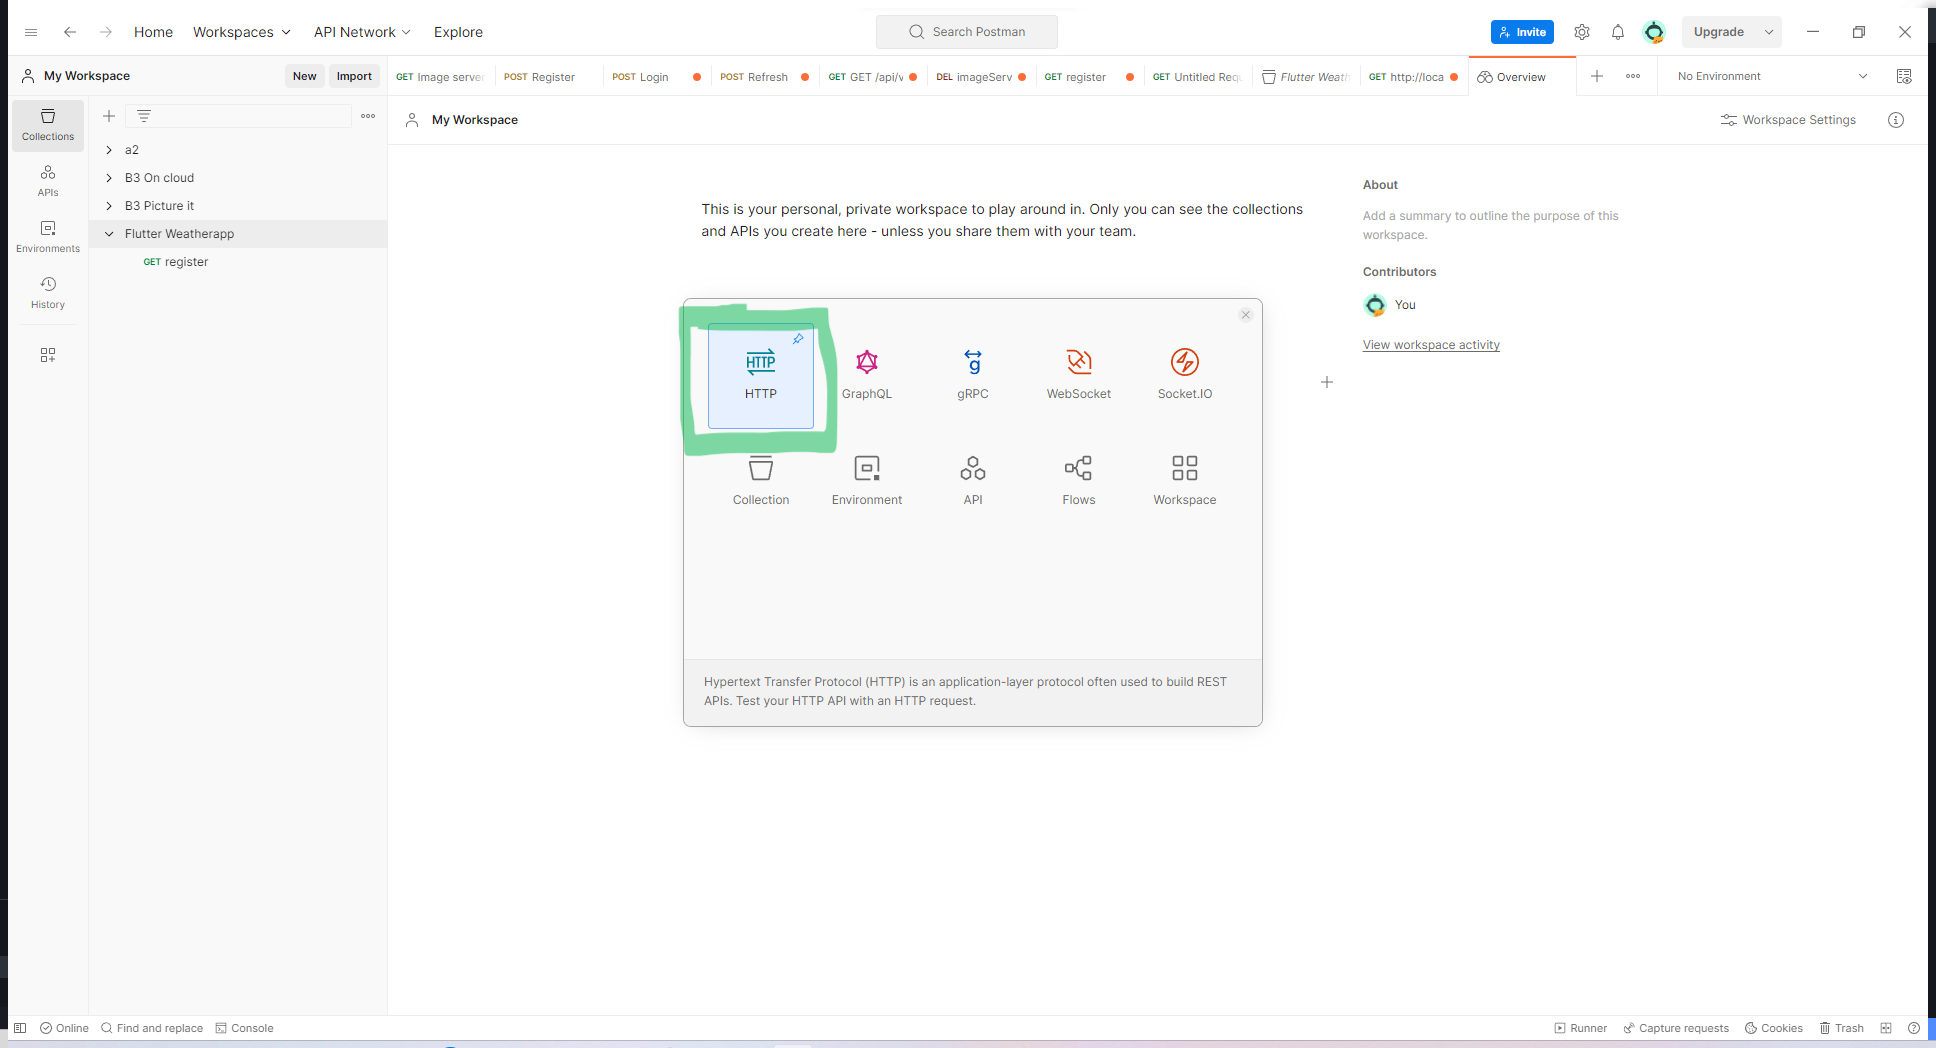 Home Workspaces API Network Explore Search Postman Invite Upgrade
My Workspace New Import GET Image server POST Register POST Login POST Refresh GET GET /api/v DEL imageServ GET register GET Untitled Requ Flutter Weath GET http://loca Overview No Environment
Collections
APIs
Environments
History
a2
B3 On cloud
B3 Picture it
Flutter Weatherapp
GET register
My Workspace Workspace Settings
This is your personal, private workspace to play around in. Only you can see the collections
and APIs you create here - unless you share them with your team.
About
Add a summary to outline the purpose of this
workspace.
Contributors
You
View workspace activity
HTTP
HTTP GraphQL gRPC WebSocket Socket.IO
Collection Environment API Flows Workspace
Hypertext Transfer Protocol (HTTP) is an application-layer protocol often used to build REST
APIs. Test your HTTP API with an HTTP request.
Online Find and replace Console Runner Capture requests Cookies Trash